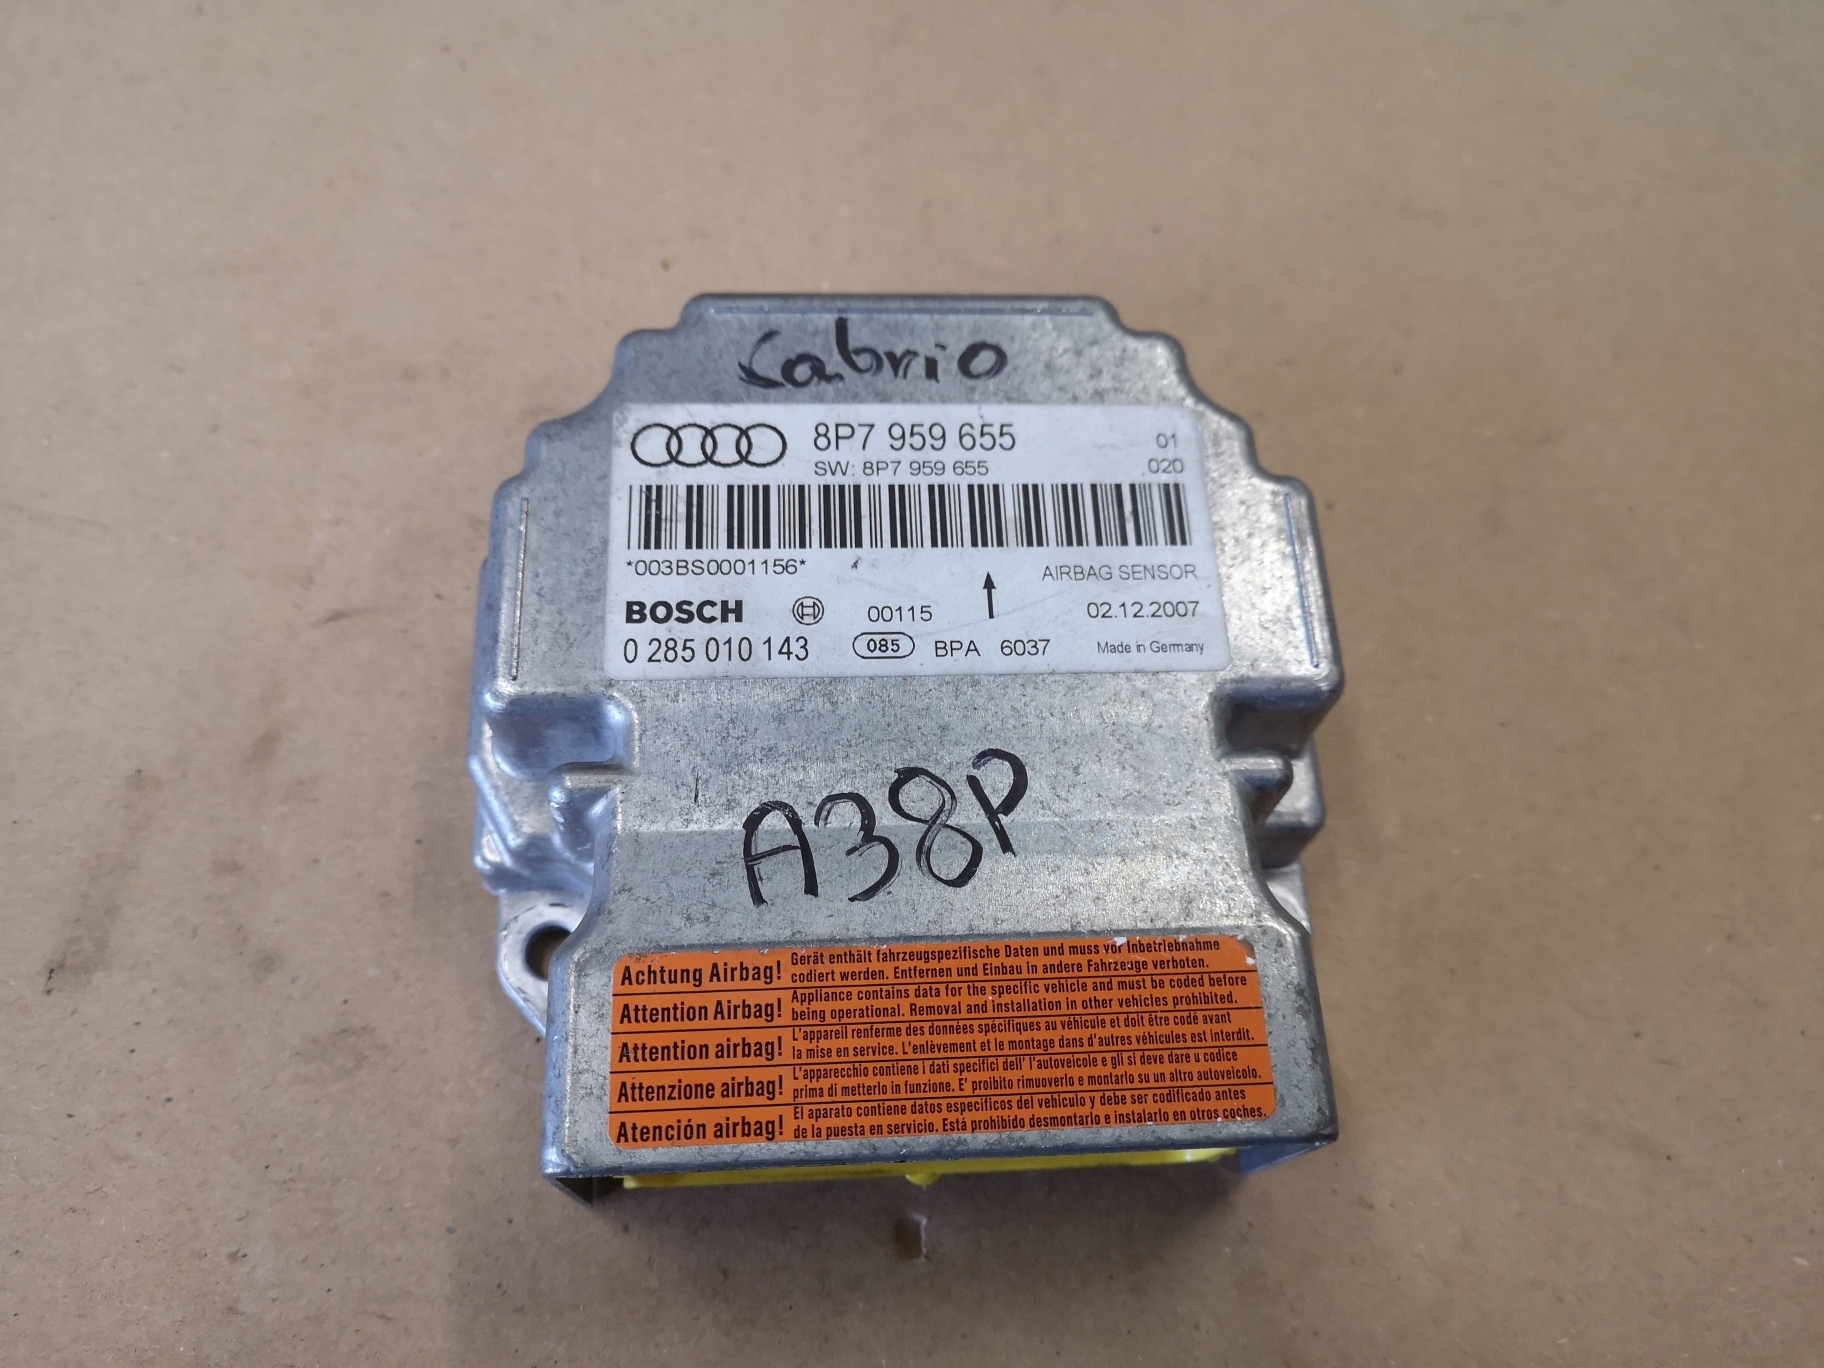 Cabrio
8P7 959 655 01
SW: 8P7 959 655 020
*003BS0001156* AIRBAG SENSOR
BOSCH 00115 02.12.2007
0 285 010 143 085 BPA 6037 Made in Germany
A38P
Achtung Airbag! Gerät enthält fahrzeugspezifische Daten und muss vor Inbetriebnahme
codiert werden. Entfernen und Einbau in andere Fahrzeuge verboten.
Attention Airbag! Appliance contains data for the specific vehicle and must be coded before
being operational. Removal and installation in other vehicles prohibited.
Attention airbag! L'appareil renferme des données spécifiques au véhicule et doit être codé avant
la mise en service. L'enlèvement et le montage dans d'autres véhicules est interdit.
Attenzione airbag! L'apparecchio contiene i dati specifici dell' l'autoveicole e gli si deve dare u codice
prima di metterlo in funzione. E' proibito rimuoverlo e montarlo su un altro autoveicolo.
Atención airbag! El aparato contiene datos especificos del vehiculo y debe ser codificado antes
de la puesta en servicio. Está prohibido desmontarlo e instalarlo en otros coches.